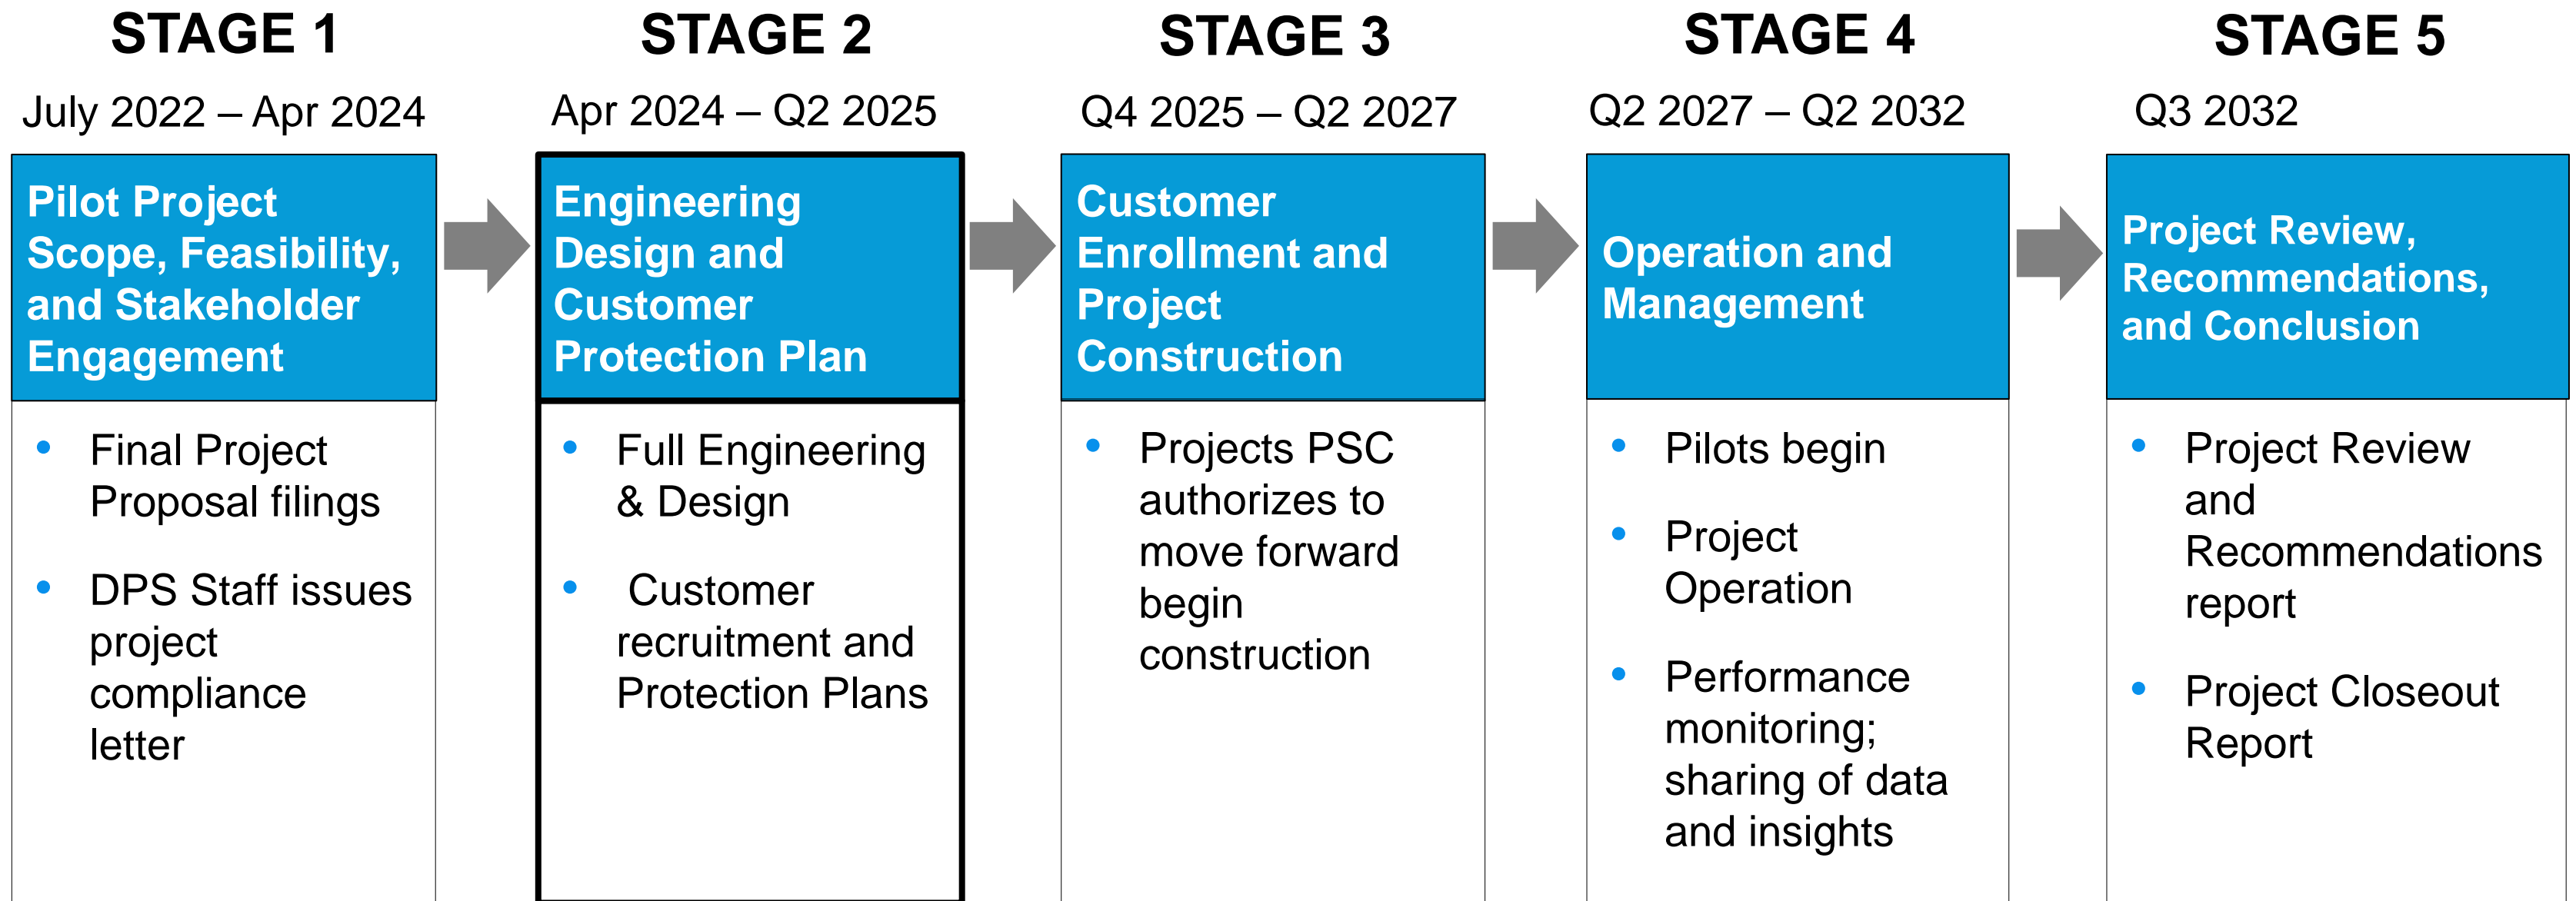 STAGE 1
July 2022 – Apr 2024
Pilot Project
Scope, Feasibility,
and Stakeholder
Engagement
• Final Project
Proposal filings
• DPS Staff issues
project
compliance
letter
STAGE 2
Apr 2024 – Q2 2025
Engineering
Design and
Customer
Protection Plan
• Full Engineering
& Design
• Customer
recruitment and
Protection Plans
STAGE 3
Q4 2025 – Q2 2027
Customer
Enrollment and
Project
Construction
• Projects PSC
authorizes to
move forward
begin
construction
STAGE 4
Q2 2027 – Q2 2032
Operation and
Management
• Pilots begin
• Project
Operation
• Performance
monitoring;
sharing of data
and insights
STAGE 5
Q3 2032
Project Review,
Recommendations,
and Conclusion
• Project Review
and
Recommendations
report
• Project Closeout
Report